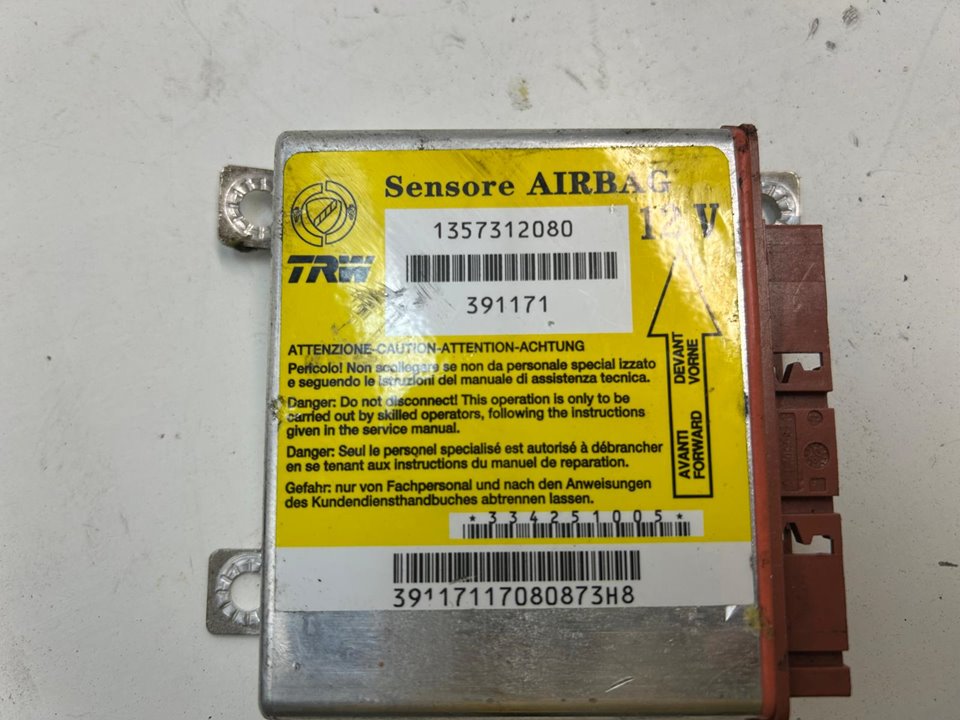 Sensore AIRBAG
12 V
1357312080
TRW
391171
ATTENZIONE-CAUTION-ATTENTION-ACHTUNG
Pericolo! Non scollegare se non da personale special izzato
e seguendo le istruzioni del manuale di assistenza tecnica.
Danger: Do not disconnect! This operation is only to be
carried out by skilled operators, following the instructions
given in the service manual.
Danger: Seul le personel specialisé est autorisé à débrancher
en se tenant aux instructions du manuel de reparation.
Gefahr: nur von Fachpersonal und nach den Anweisungen
des Kundendiensthandbuches abtrennen lassen.
AVANTI DEVANT
FORWARD VORNE
*334251005*
39117117080873H8